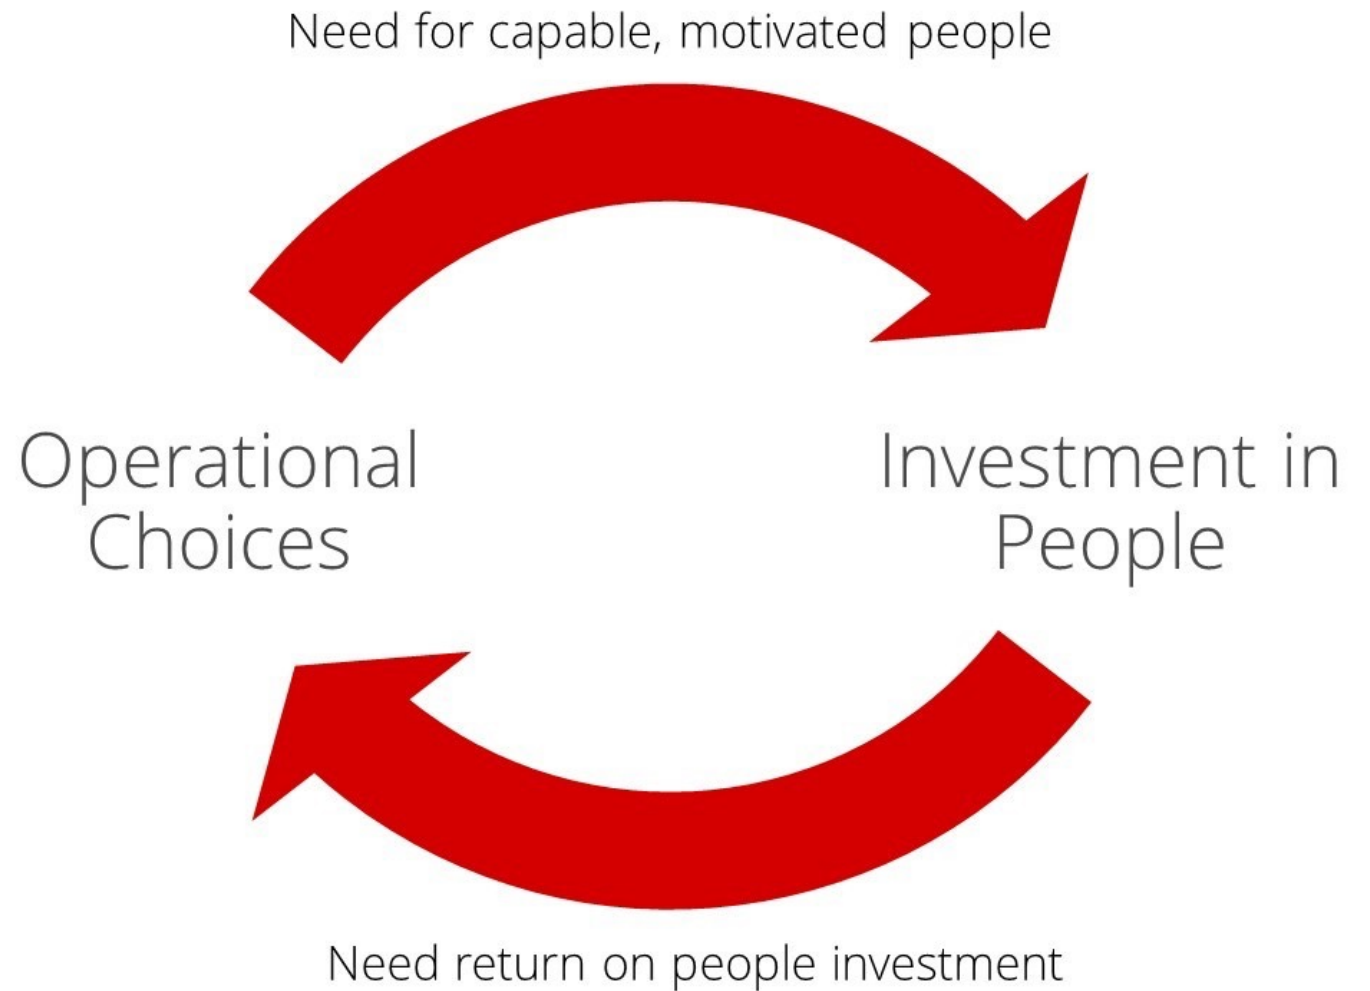 Need for capable, motivated people
Operational
Choices
Investment in
People
Need return on people investment